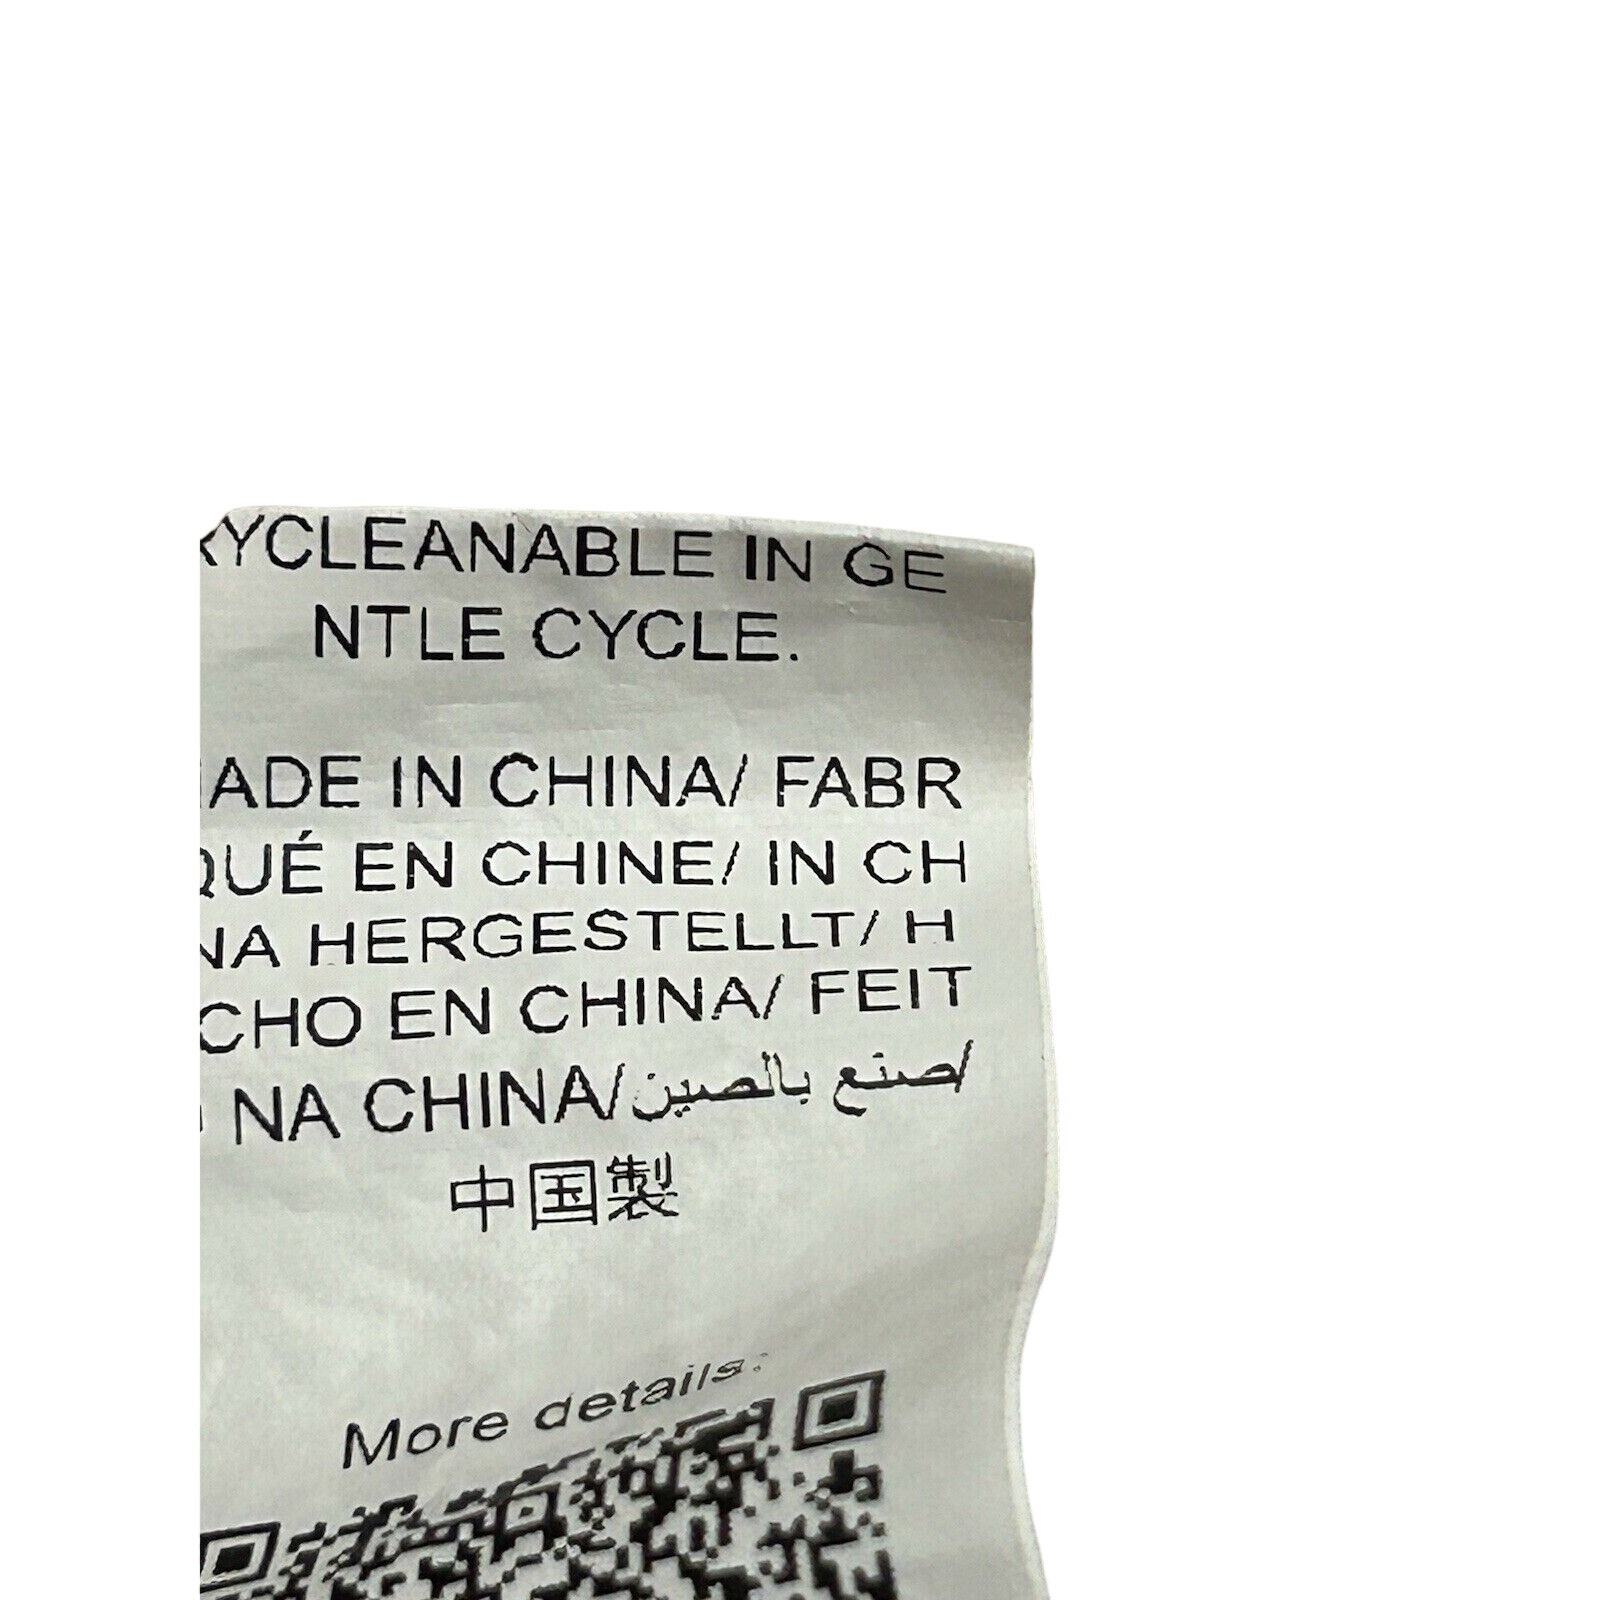 RYCLEANABLE IN GE
NTLE CYCLE.
ADE IN CHINA/ FABR
QUÉ EN CHINE/ IN CH
NA HERGESTELLT/ H
CHO EN CHINA/ FEIT
NA CHINA/صنع بالصين/
中国製
More details: